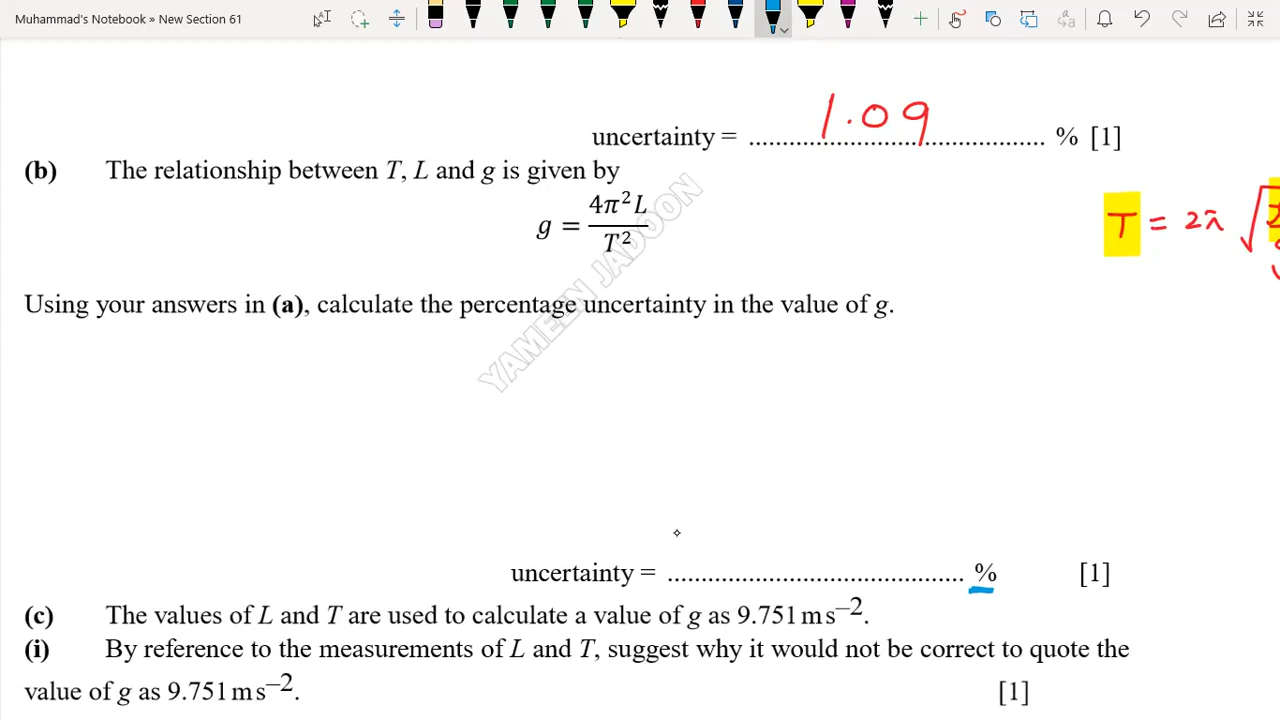 Muhammad's Notebook » New Section 61
1.09
uncertainty = ............................................ % [1]
(b) The relationship between T, L and g is given by
g = 4π²L / T²
T = 2π √
YAMEEN JADOON
Using your answers in (a), calculate the percentage uncertainty in the value of g.
uncertainty = ............................................ % [1]
(c) The values of L and T are used to calculate a value of g as 9.751 m s⁻².
(i) By reference to the measurements of L and T, suggest why it would not be correct to quote the
value of g as 9.751 m s⁻². [1]